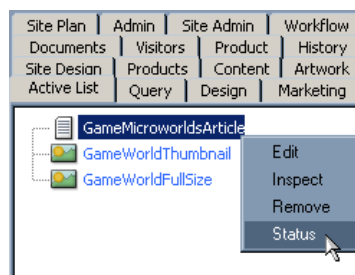 Site Plan Admin Site Admin Workflow
Documents Visitors Product History
Site Design Products Content Artwork
Active List Query Design Marketing
GameMicroworldsArticle
GameWorldThumbnail
GameWorldFullSize
Edit
Inspect
Remove
Status